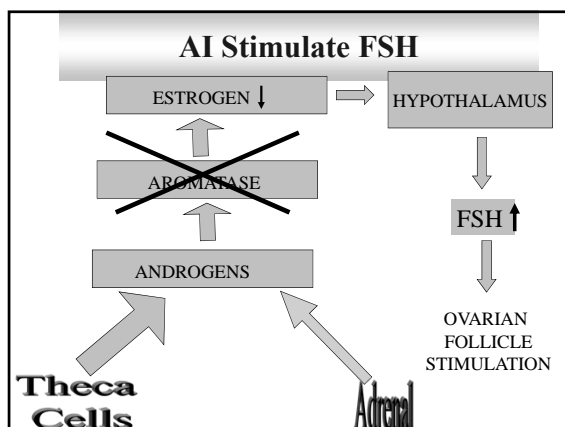 AI Stimulate FSH
ESTROGEN
HYPOTHALAMUS
AROMATASE
FSH
ANDROGENS
OVARIAN
FOLLICLE
STIMULATION
Theca
Cells
Adrenal